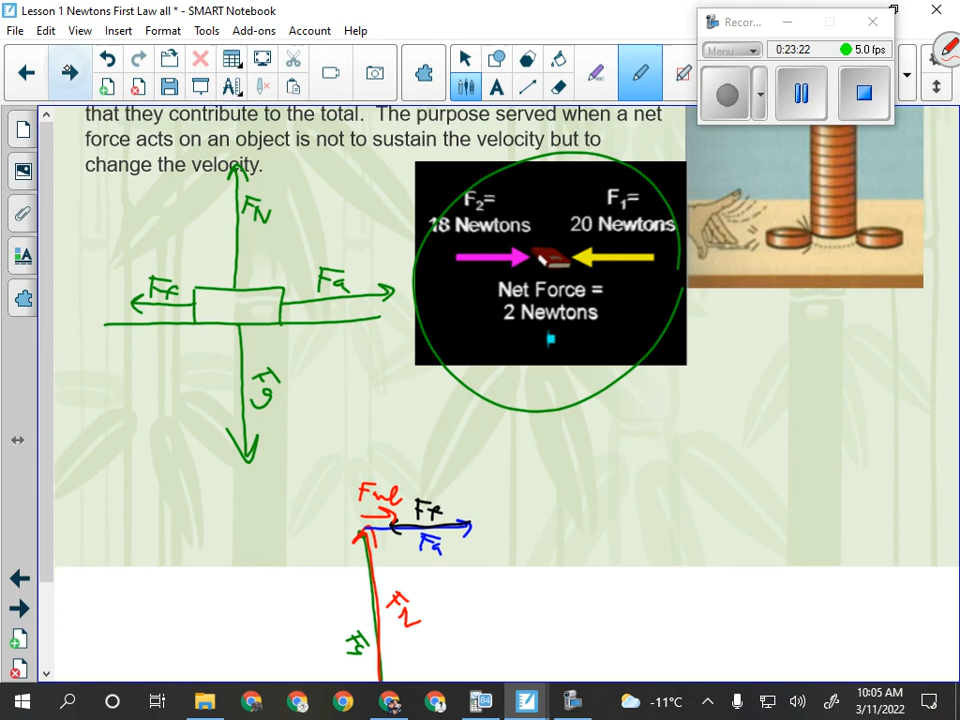 Lesson 1 Newtons First Law all * - SMART Notebook
Recor...
File Edit View Insert Format Tools Add-ons Account Help
Menu
0:23:22
5.0 fps
that they contribute to the total. The purpose served when a net
force acts on an object is not to sustain the velocity but to
change the velocity.
FN
Ff
Fa
Fg
F2=
18 Newtons
F1=
20 Newtons
Net Force =
2 Newtons
Fnet
Ff
Fa
FN
Fg
-11°C
10:05 AM
3/11/2022